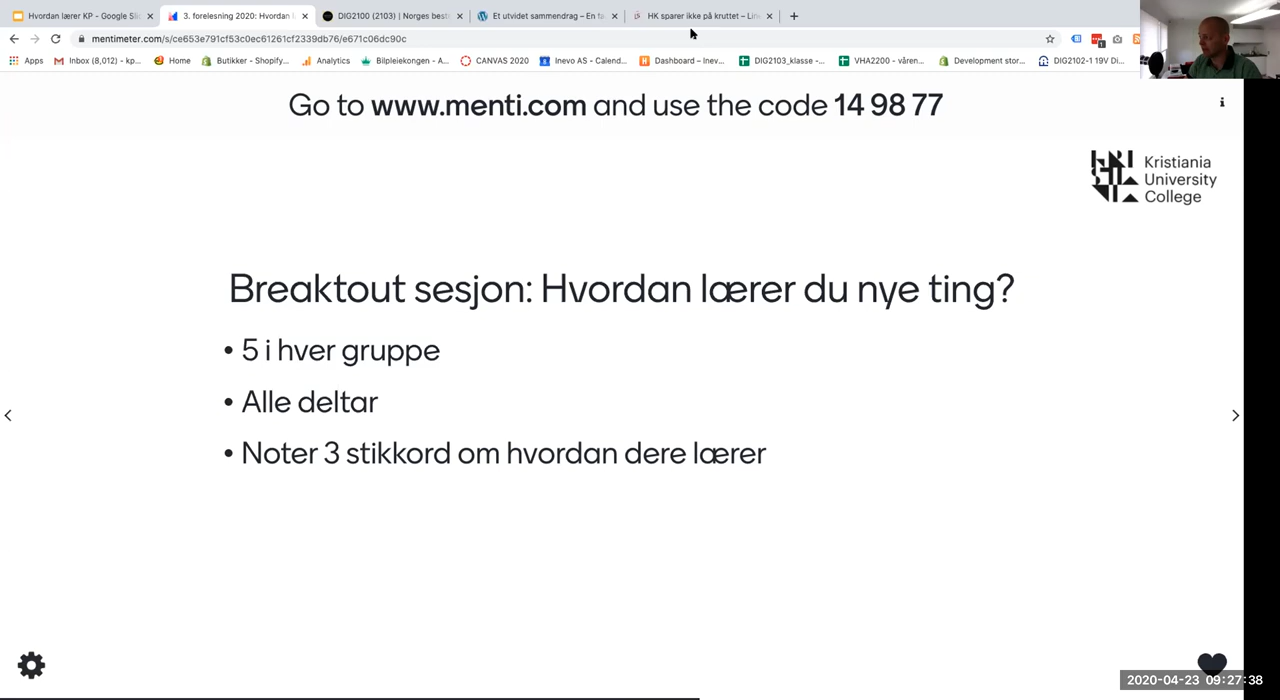 Hvordan lærer KP - Google Sli
3. forelesning 2020: Hvordan l
DIG2100 (2103) | Norges best
Et utvidet sammendrag – En fa
HK sparer ikke på kruttet – Lin
mentimeter.com/s/ce653e791cf53c0ec61261cf2339db76/e671c06dc90c
Apps
Inbox (8,012) - kp...
Home
Butikker - Shopify...
Analytics
Bilpleiekongen - A...
CANVAS 2020
Inevo AS - Calend...
Dashboard – Inev...
DIG2103_klasse -...
VHA2200 - våren...
Development stor...
DIG2102-1 19V Di...
Go to www.menti.com and use the code 14 98 77
Kristiania
University
College
Breaktout sesjon: Hvordan lærer du nye ting?
• 5 i hver gruppe
• Alle deltar
• Noter 3 stikkord om hvordan dere lærer
2020-04-23 09:27:38